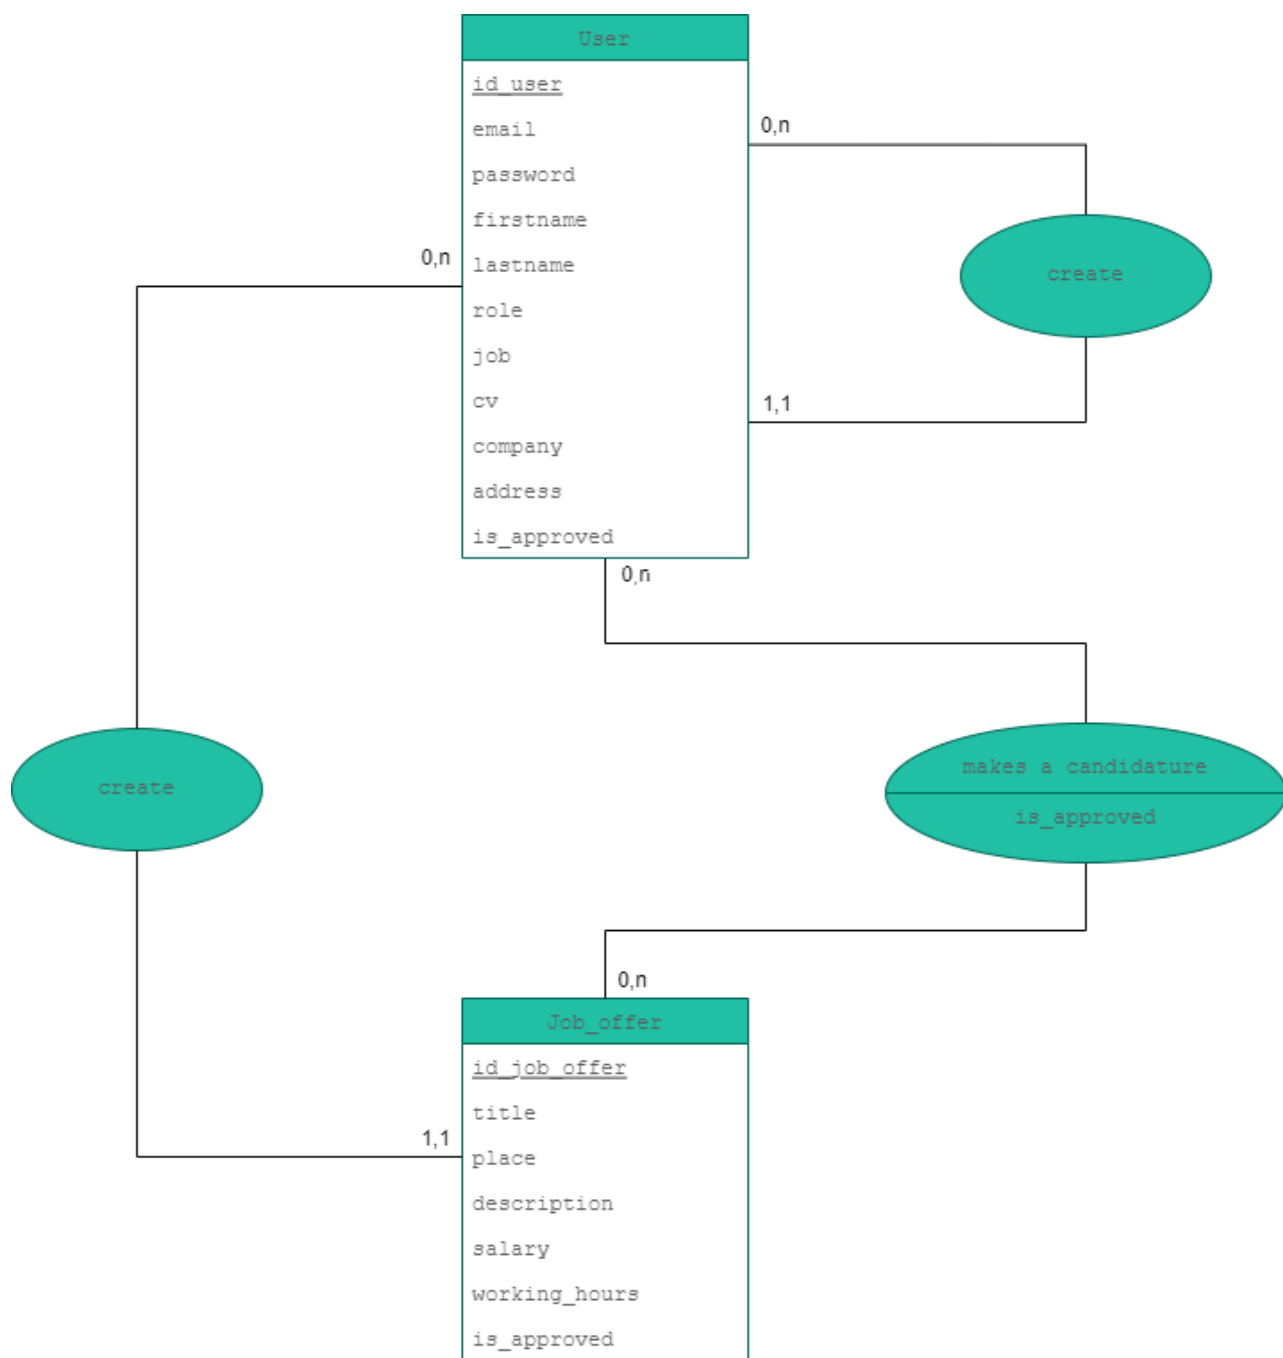 User
id_user
email
password
firstname
lastname
role
job
cv
company
address
is_approved
0,n
create
1,1
0,n
0,n
makes a candidature
is_approved
create
0,n
1,1
Job_offer
id_job_offer
title
place
description
salary
working_hours
is_approved